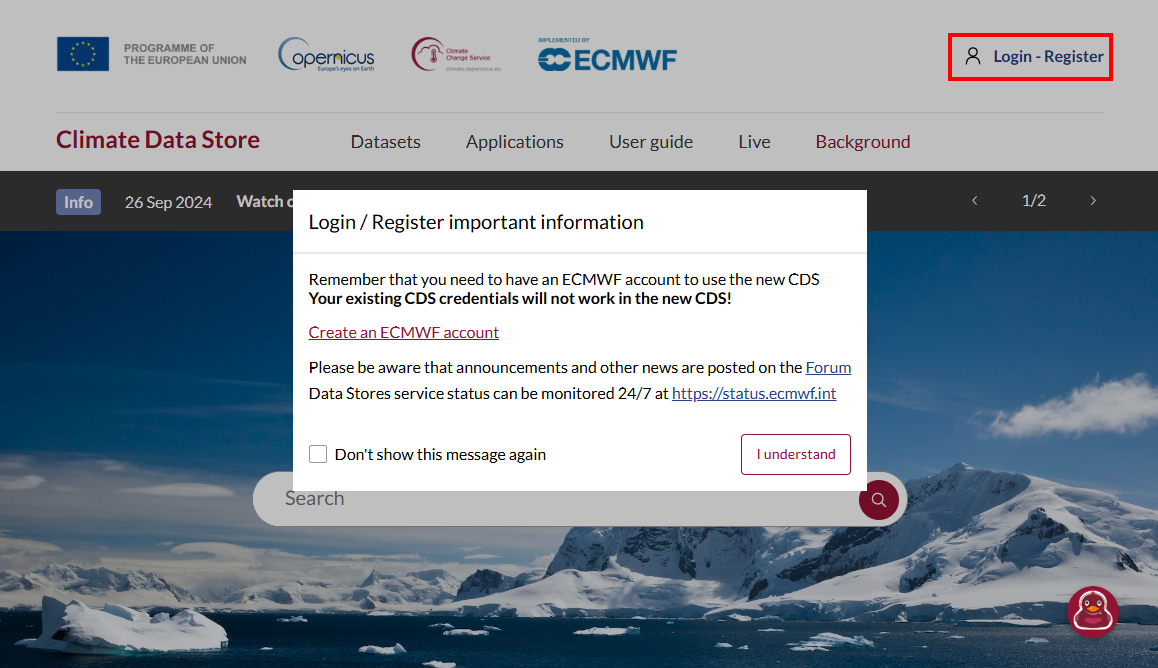 PROGRAMME OF
THE EUROPEAN UNION
opernicus
Europe's eyes on Earth
Climate
Change Service
climate.copernicus.eu
IMPLEMENTED BY
ECMWF
Login - Register
Climate Data Store
Datasets
Applications
User guide
Live
Background
Info
26 Sep 2024
Watch
1/2
Login / Register important information
Remember that you need to have an ECMWF account to use the new CDS
Your existing CDS credentials will not work in the new CDS!
Create an ECMWF account
Please be aware that announcements and other news are posted on the Forum
Data Stores service status can be monitored 24/7 at https://status.ecmwf.int
Don't show this message again
I understand
Search